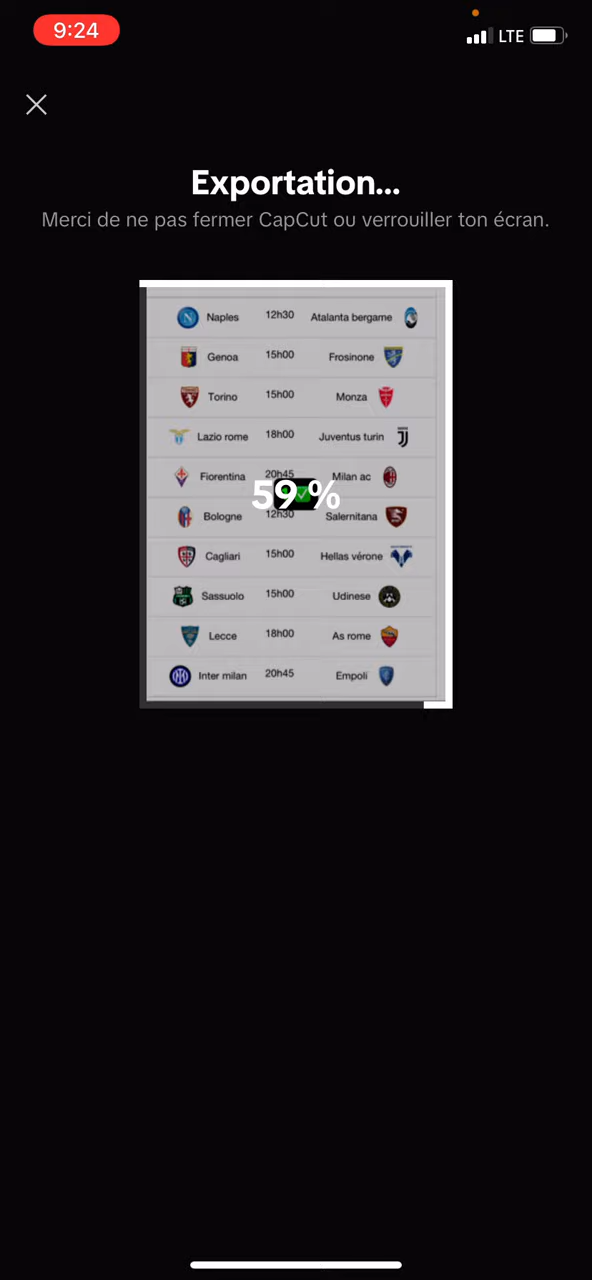 9:24
LTE
Exportation...
Merci de ne pas fermer CapCut ou verrouiller ton écran.
Naples 12h30 Atalanta bergame
Genoa 15h00 Frosinone
Torino 15h00 Monza
Lazio rome 18h00 Juventus turin
Fiorentina 20h45 Milan ac
59 %
Bologne 12h30 Salernitana
Cagliari 15h00 Hellas vérone
Sassuolo 15h00 Udinese
Lecce 18h00 As rome
Inter milan 20h45 Empoli